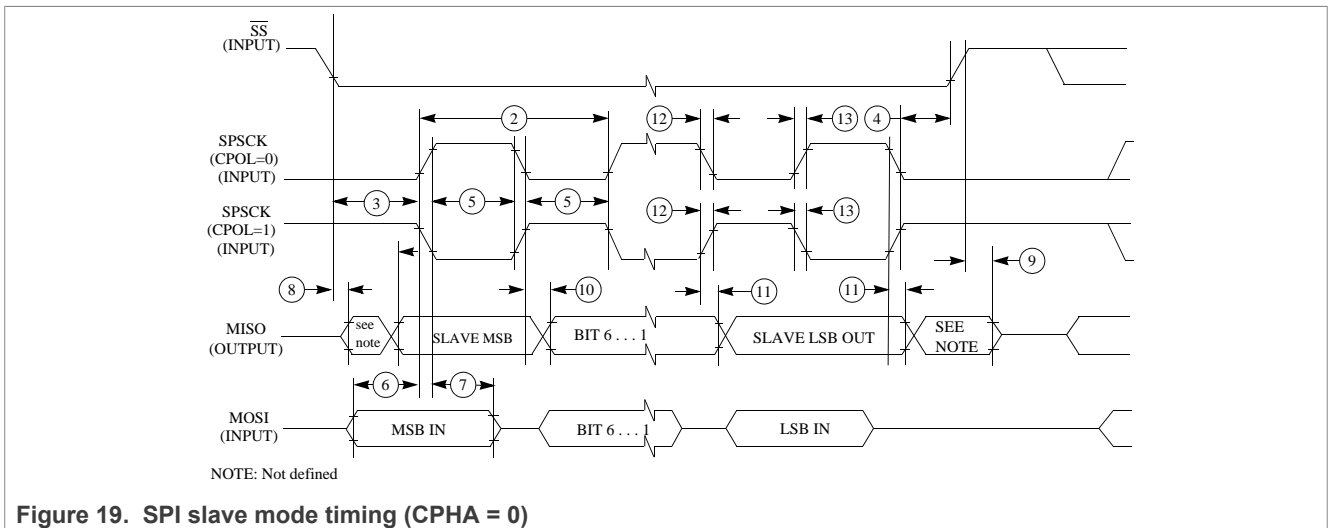 SS
(INPUT)
2
12
13
4
SPSCK
(CPOL=0)
(INPUT)
3
5
5
SPSCK
(CPOL=1)
(INPUT)
12
13
9
8
10
11
11
MISO
(OUTPUT)
see
note
SLAVE MSB
BIT 6 . . . 1
SLAVE LSB OUT
SEE
NOTE
6
7
MOSI
(INPUT)
MSB IN
BIT 6 . . . 1
LSB IN
NOTE: Not defined
Figure 19. SPI slave mode timing (CPHA = 0)